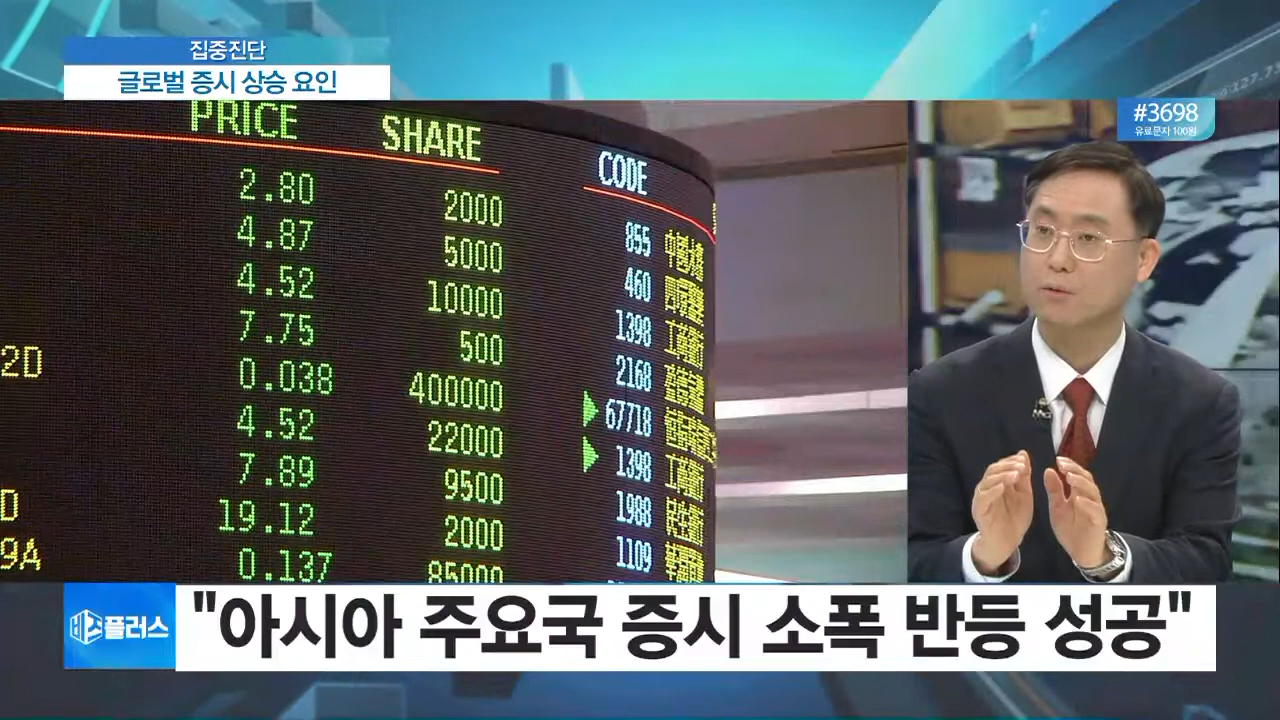 집중진단
글로벌 증시 상승 요인
#3698
유료문자 100원
PRICE SHARE CODE
2.80 2000 855
4.87 5000 460
4.52 10000 1398
7.75 500 2168
2D 0.038 400000 67718
4.52 22000 1398
7.89 9500 1988
D 19.12 2000 1109
9A 0.137 85000
비즈플러스
"아시아 주요국 증시 소폭 반등 성공"